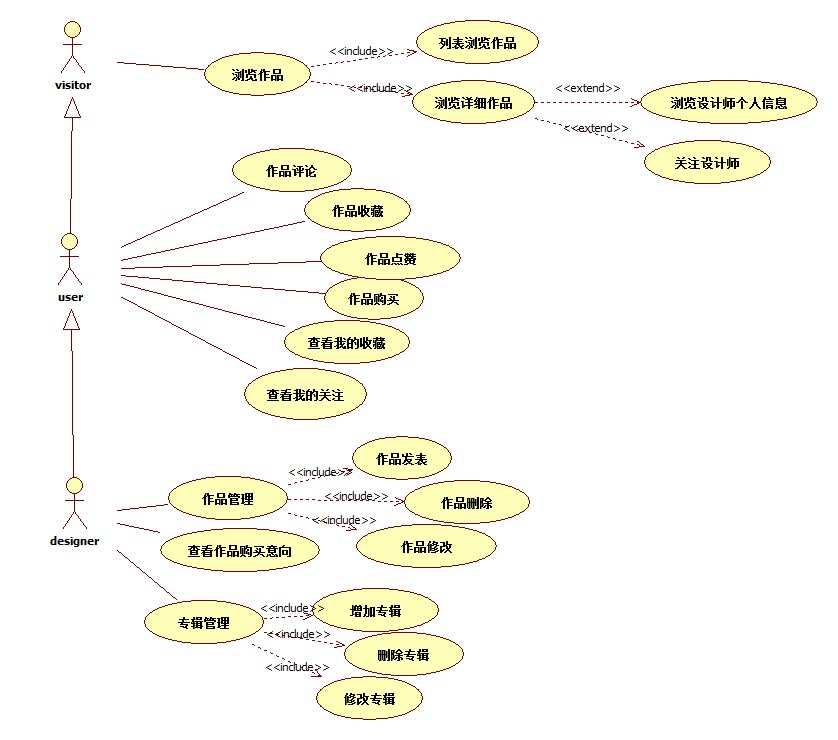 <<include>>
列表浏览作品
浏览作品
visitor
<<include>>
浏览详细作品
<<extend>>
浏览设计师个人信息
<<extend>>
关注设计师
作品评论
作品收藏
作品点赞
user
作品购买
查看我的收藏
查看我的关注
作品发表
<<include>>
作品管理
<<include>>
作品删除
<<include>>
作品修改
designer
查看作品购买意向
<<include>>
增加专辑
专辑管理
<<include>>
删除专辑
<<include>>
修改专辑